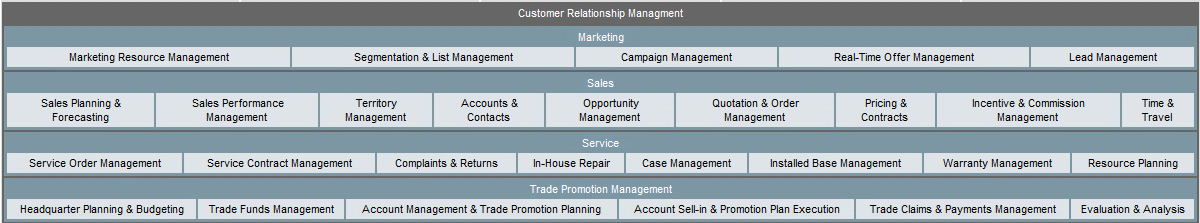 Customer Relationship Managment
Marketing
Marketing Resource Management
Segmentation & List Management
Campaign Management
Real-Time Offer Management
Lead Management
Sales
Sales Planning &
Forecasting
Sales Performance
Management
Territory
Management
Accounts &
Contacts
Opportunity
Management
Quotation & Order
Management
Pricing &
Contracts
Incentive & Commission
Management
Time &
Travel
Service
Service Order Management
Service Contract Management
Complaints & Returns
In-House Repair
Case Management
Installed Base Management
Warranty Management
Resource Planning
Trade Promotion Management
Headquarter Planning & Budgeting
Trade Funds Management
Account Management & Trade Promotion Planning
Account Sell-in & Promotion Plan Execution
Trade Claims & Payments Management
Evaluation & Analysis